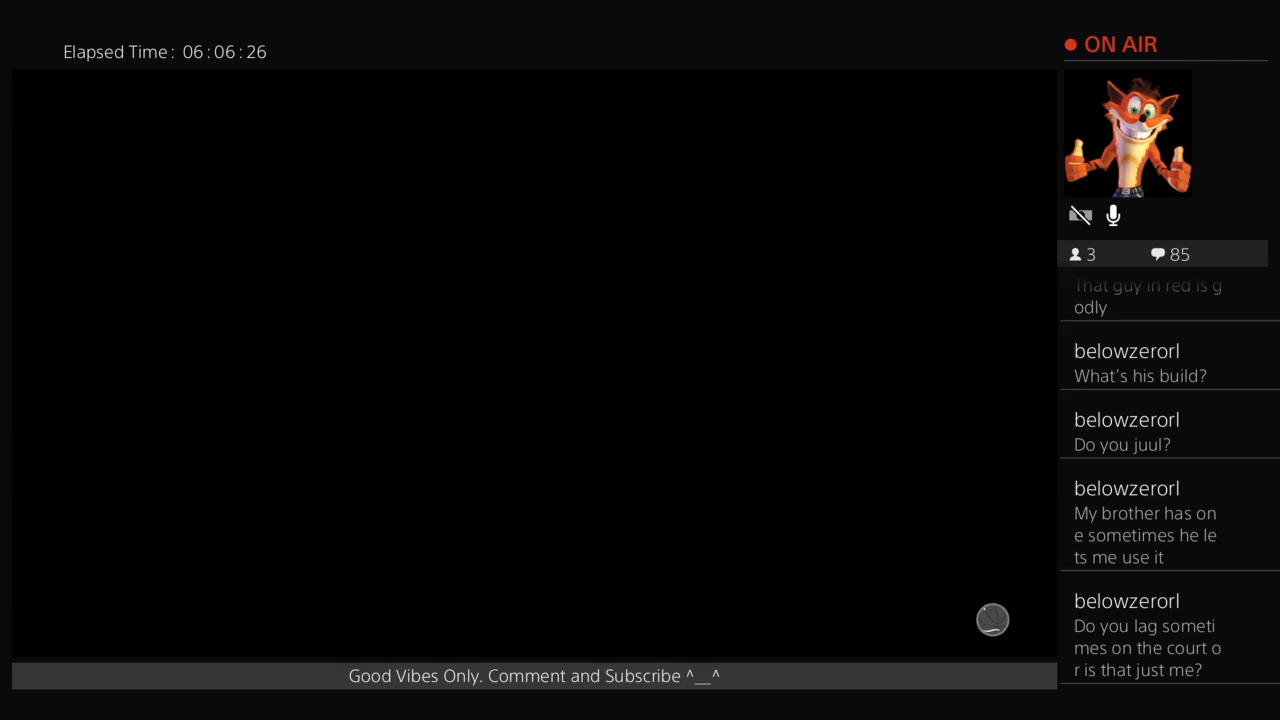 Elapsed Time: 06:06:26
ON AIR
3 85
That guy in red is g
odly
belowzerorl
What's his build?
belowzerorl
Do you juul?
belowzerorl
My brother has on
e sometimes he le
ts me use it
belowzerorl
Do you lag someti
mes on the court o
r is that just me?
Good Vibes Only. Comment and Subscribe ^__^